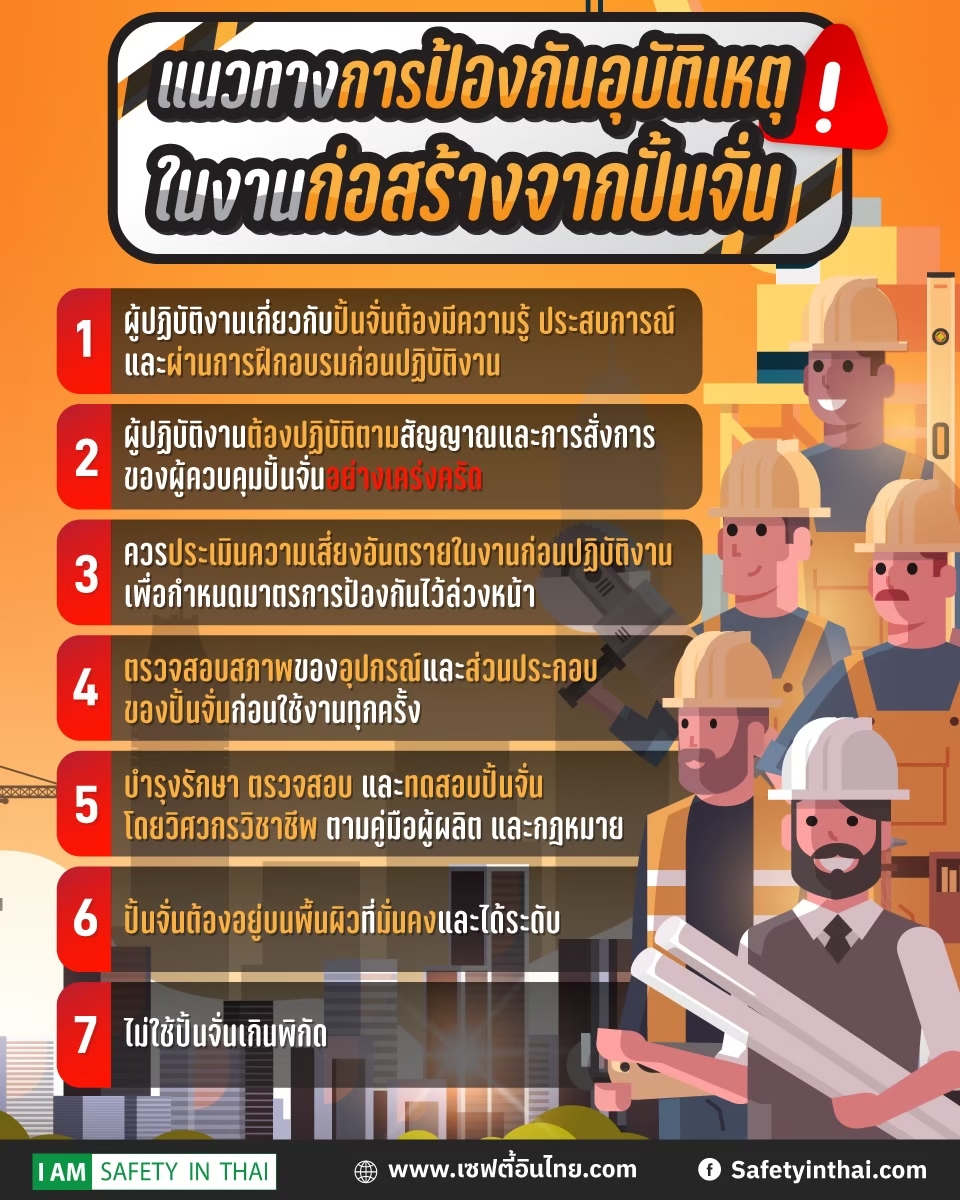 แนวทางการป้องกันอุบัติเหตุ
ในงานก่อสร้างจากปั้นจั่น
1
ผู้ปฏิบัติงานเกี่ยวกับปั้นจั่นต้องมีความรู้ ประสบการณ์
และผ่านการฝึกอบรมก่อนปฏิบัติงาน
2
ผู้ปฏิบัติงานต้องปฏิบัติตามสัญญาณและการสั่งการ
ของผู้ควบคุมปั้นจั่นอย่างเคร่งครัด
3
ควรประเมินความเสี่ยงอันตรายในงานก่อนปฏิบัติงาน
เพื่อกำหนดมาตรการป้องกันไว้ล่วงหน้า
4
ตรวจสอบสภาพของอุปกรณ์และส่วนประกอบ
ของปั้นจั่นก่อนใช้งานทุกครั้ง
5
บำรุงรักษา ตรวจสอบ และทดสอบปั้นจั่น
โดยวิศวกรวิชาชีพ ตามคู่มือผู้ผลิต และกฎหมาย
6
ปั้นจั่นต้องอยู่บนพื้นผิวที่มั่นคงและได้ระดับ
7
ไม่ใช้ปั้นจั่นเกินพิกัด
I AM SAFETY IN THAI
www.เซฟตี้อินไทย.com
Safetyinthai.com